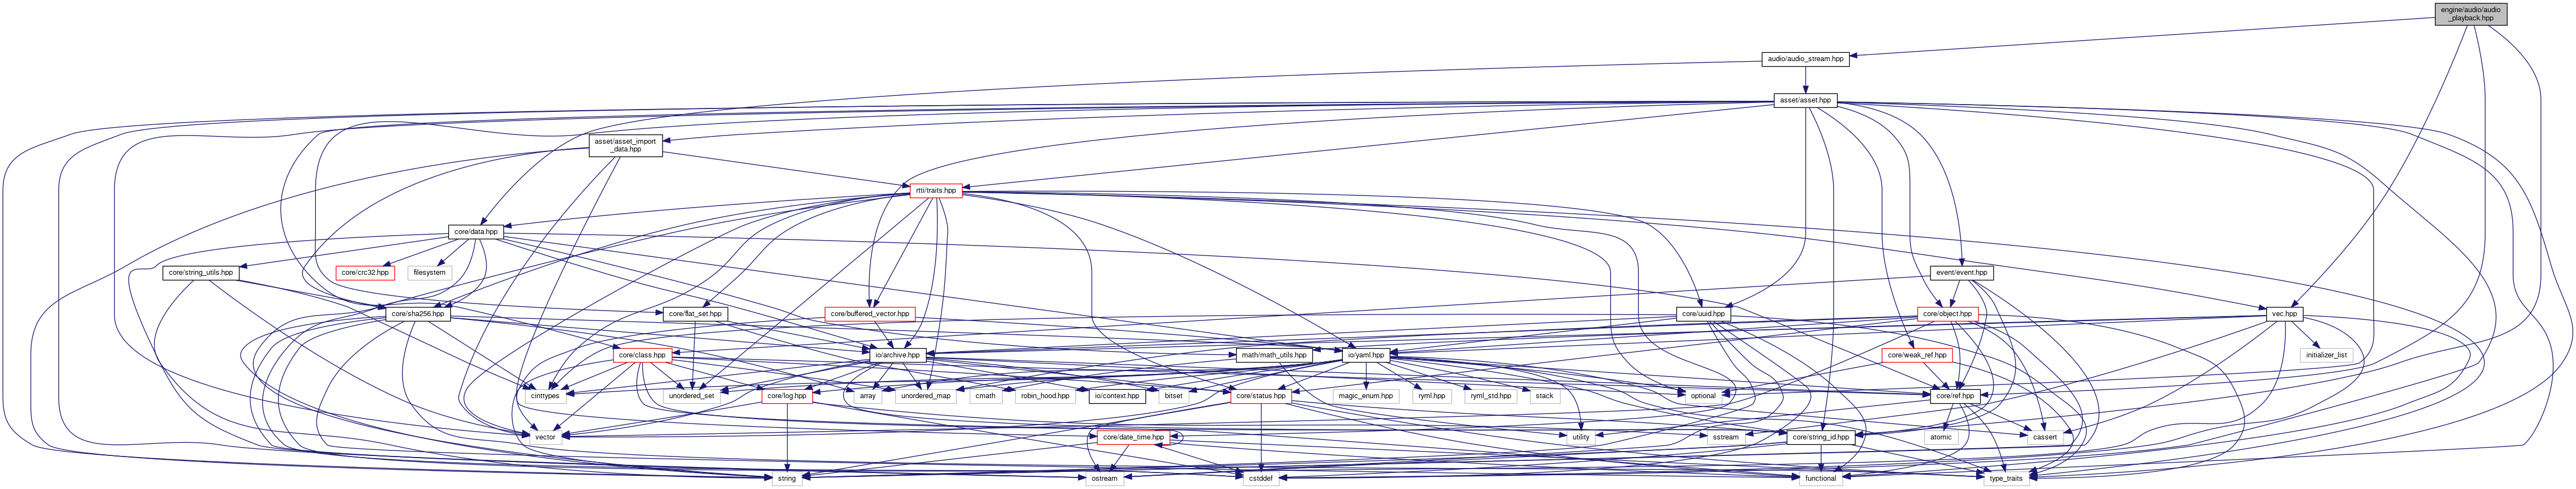 engine/audio/audio
_playback.hpp
audio/audio_stream.hpp
asset/asset.hpp
asset/asset_import
_data.hpp
rtti/traits.hpp
core/data.hpp
core/string_utils.hpp
core/crc32.hpp
filesystem
event/event.hpp
core/sha256.hpp
core/flat_set.hpp
core/buffered_vector.hpp
core/uuid.hpp
core/object.hpp
vec.hpp
core/class.hpp
io/archive.hpp
math/math_utils.hpp
io/yaml.hpp
core/weak_ref.hpp
initializer_list
cinttypes
unordered_set
core/log.hpp
array
unordered_map
cmath
robin_hood.hpp
io/context.hpp
bitset
core/status.hpp
magic_enum.hpp
ryml.hpp
ryml_std.hpp
stack
optional
core/ref.hpp
vector
core/date_time.hpp
utility
sstream
core/string_id.hpp
atomic
cassert
string
ostream
cstddef
functional
type_traits